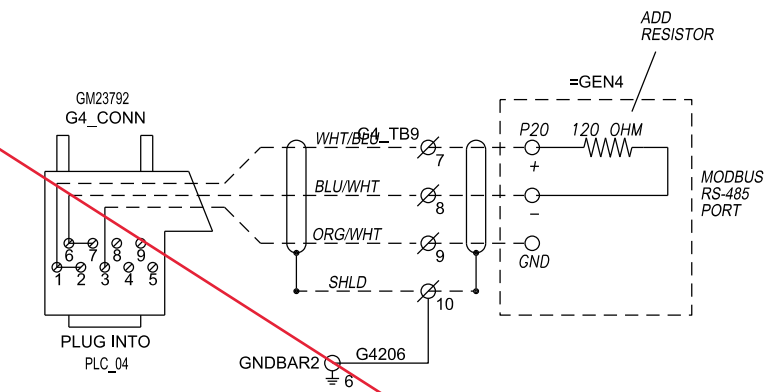 ADD
RESISTOR
=GEN4
GM23792
G4_CONN
WHT/BLU
G4_TB9
7
P20
120 OHM
+
BLU/WHT
8
–
MODBUS
RS-485
PORT
ORG/WHT
9
GND
6 7 8 9
1 2 3 4 5
SHLD
10
PLUG INTO
PLC_04
GNDBAR2
G4206
6